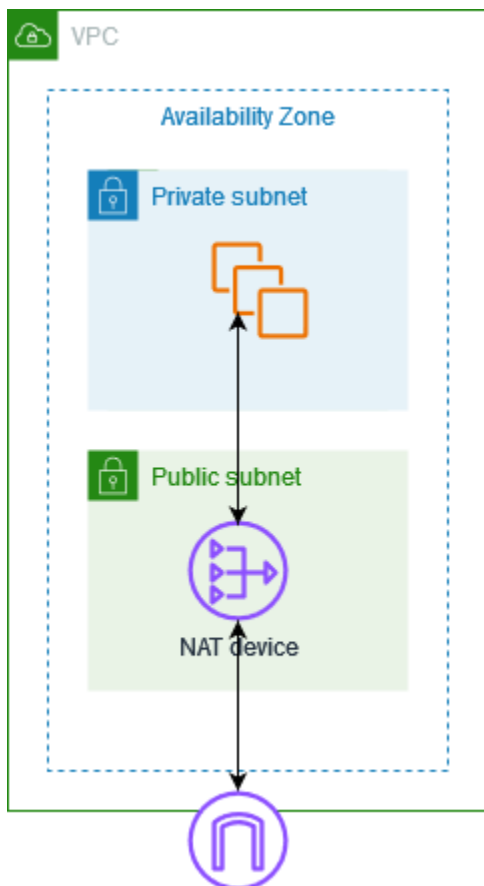 VPC
Availability Zone
Private subnet
Public subnet
NAT device